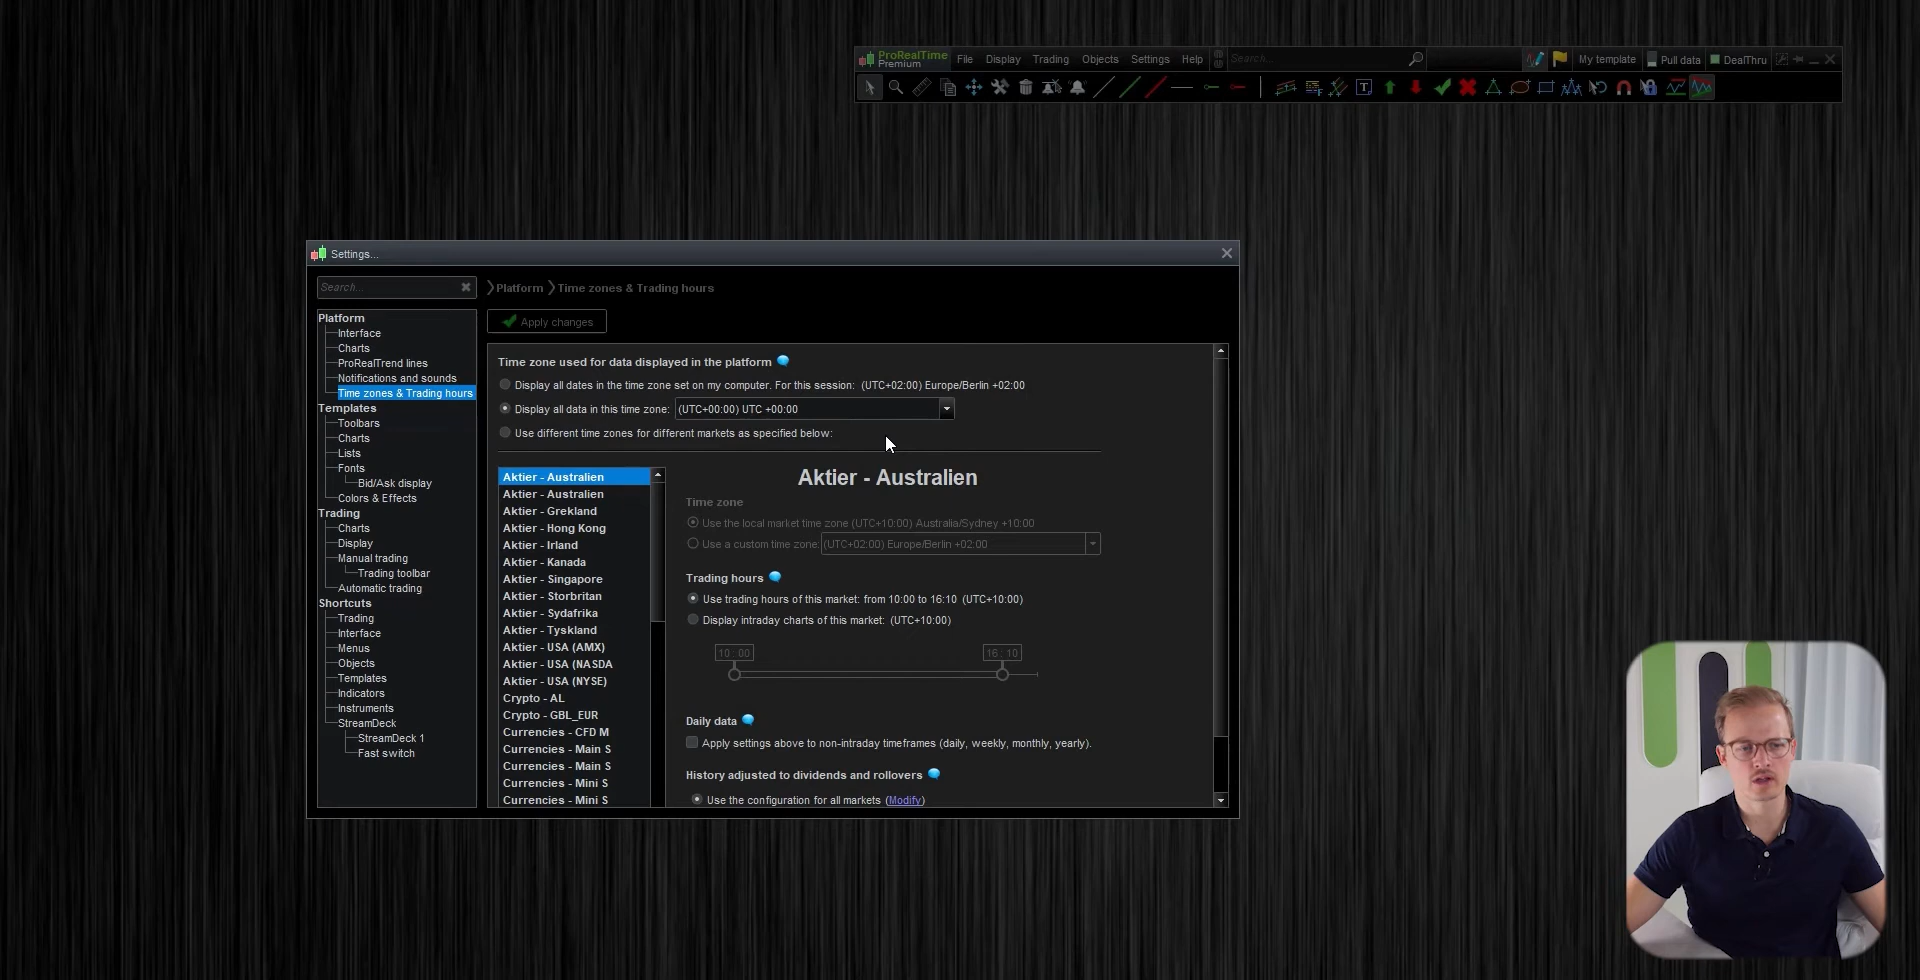 ProRealTime
Premium
File Display Trading Objects Settings Help Search... My template Pull data DealThru
Settings...
Search...
Platform Time zones & Trading hours
Platform
Interface
Charts
ProRealTrend lines
Notifications and sounds
Time zones & Trading hours
Templates
Toolbars
Charts
Lists
Fonts
Bid/Ask display
Colors & Effects
Trading
Charts
Display
Manual trading
Trading toolbar
Automatic trading
Shortcuts
Trading
Interface
Menus
Objects
Templates
Indicators
Instruments
StreamDeck
StreamDeck 1
Fast switch
Apply changes
Time zone used for data displayed in the platform
Display all dates in the time zone set on my computer. For this session: (UTC+02:00) Europe/Berlin +02:00
Display all data in this time zone: (UTC+00:00) UTC +00:00
Use different time zones for different markets as specified below:
Aktier - Australien
Aktier - Australien
Aktier - Grekland
Aktier - Hong Kong
Aktier - Irland
Aktier - Kanada
Aktier - Singapore
Aktier - Storbritan
Aktier - Sydafrika
Aktier - Tyskland
Aktier - USA (AMX)
Aktier - USA (NASDA
Aktier - USA (NYSE)
Crypto - AL
Crypto - GBL_EUR
Currencies - CFD M
Currencies - Main S
Currencies - Main S
Currencies - Mini S
Currencies - Mini S
Aktier - Australien
Time zone
Use the local market time zone (UTC+10:00) Australia/Sydney +10:00
Use a custom time zone: (UTC+02:00) Europe/Berlin +02:00
Trading hours
Use trading hours of this market: from 10:00 to 16:10 (UTC+10:00)
Display intraday charts of this market: (UTC+10:00)
10 : 00 16 : 10
Daily data
Apply settings above to non-intraday timeframes (daily, weekly, monthly, yearly).
History adjusted to dividends and rollovers
Use the configuration for all markets (Modify)